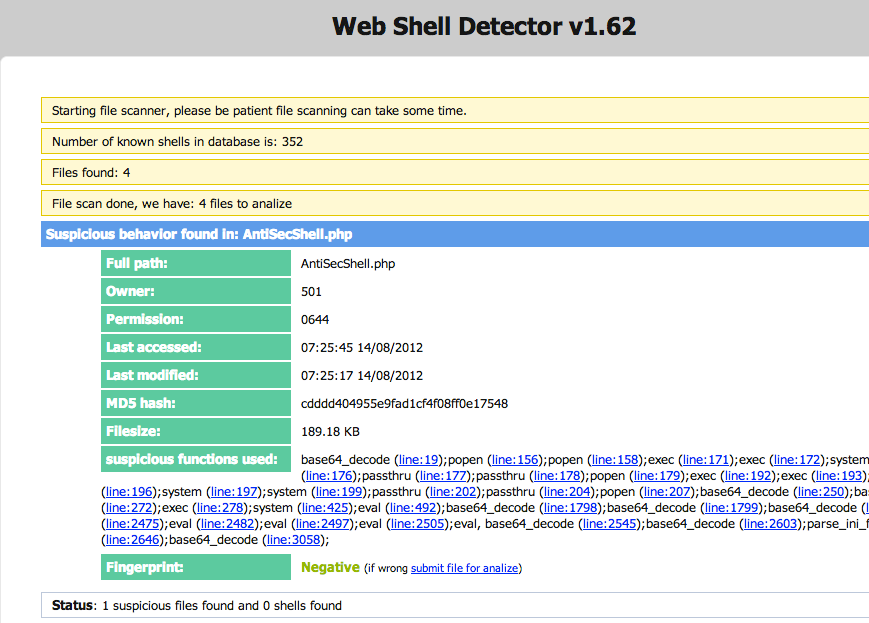 Web Shell Detector v1.62
Starting file scanner, please be patient file scanning can take some time.
Number of known shells in database is: 352
Files found: 4
File scan done, we have: 4 files to analize
Suspicious behavior found in: AntiSecShell.php
Full path: AntiSecShell.php
Owner: 501
Permission: 0644
Last accessed: 07:25:45 14/08/2012
Last modified: 07:25:17 14/08/2012
MD5 hash: cdddd404955e9fad1cf4f08ff0e17548
Filesize: 189.18 KB
suspicious functions used: base64_decode (line:19);popen (line:156);popen (line:158);exec (line:171);exec (line:172);system
(line:176);passthru (line:177);passthru (line:178);popen (line:179);exec (line:192);exec (line:193)
(line:196);system (line:197);system (line:199);passthru (line:202);passthru (line:204);popen (line:207);base64_decode (line:250);ba
(line:272);exec (line:278);system (line:425);eval (line:492);base64_decode (line:1798);base64_decode (line:1799);base64_decode (
(line:2475);eval (line:2482);eval (line:2497);eval (line:2505);eval, base64_decode (line:2545);base64_decode (line:2603);parse_ini_f
(line:2646);base64_decode (line:3058);
Fingerprint: Negative (if wrong submit file for analize)
Status: 1 suspicious files found and 0 shells found